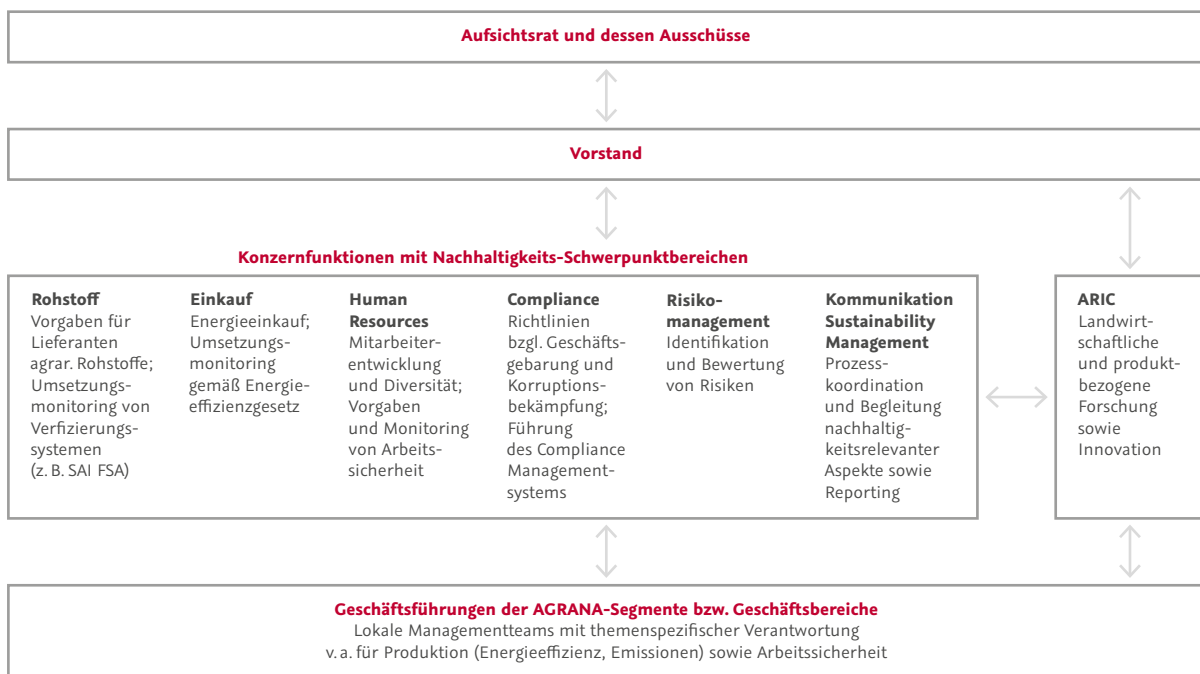 Aufsichtsrat und dessen Ausschüsse
Vorstand
Konzernfunktionen mit Nachhaltigkeits-Schwerpunktbereichen
Rohstoff
Vorgaben für
Lieferanten
agrar. Rohstoffe;
Umsetzungs-
monitoring von
Verfizierungs-
systemen
(z. B. SAI FSA)
Einkauf
Energieeinkauf;
Umsetzungs-
monitoring
gemäß Energie-
effizienzgesetz
Human
Resources
Mitarbeiter-
entwicklung
und Diversität;
Vorgaben
und Monitoring
von Arbeits-
sicherheit
Compliance
Richtlinien
bzgl. Geschäfts-
gebarung und
Korruptions-
bekämpfung;
Führung
des Compliance
Management-
systems
Risiko-
management
Identifikation
und Bewertung
von Risiken
Kommunikation
Sustainability
Management
Prozess-
koordination
und Begleitung
nachhaltig-
keitsrelevanter
Aspekte sowie
Reporting
ARIC
Landwirt-
schaftliche
und produkt-
bezogene
Forschung
sowie
Innovation
Geschäftsführungen der AGRANA-Segmente bzw. Geschäftsbereiche
Lokale Managementteams mit themenspezifischer Verantwortung
v. a. für Produktion (Energieeffizienz, Emissionen) sowie Arbeitssicherheit